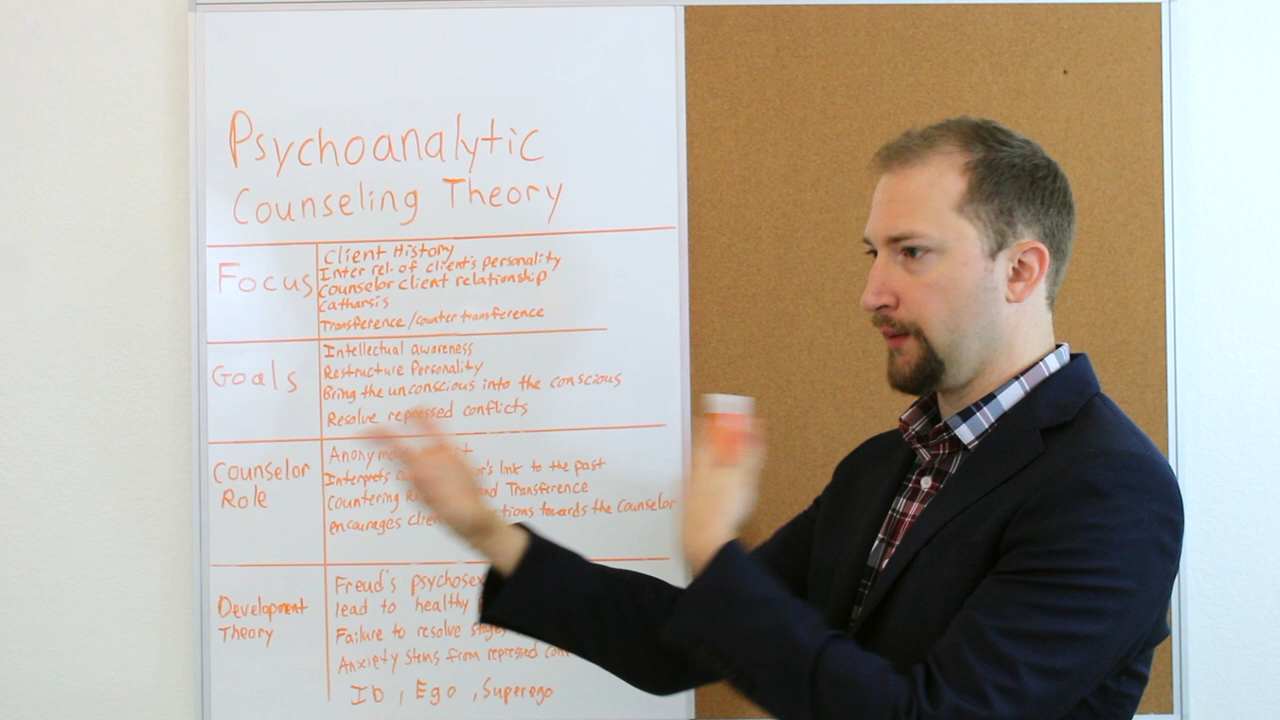 Psychoanalytic
Counseling Theory
Focus
Client History
Inter rel. of client's personality
Counselor client relationship
Catharsis
Transference/counter transference
Goals
Intellectual awareness
Restructure Personality
Bring the unconscious into the conscious
Resolve repressed conflicts
Counselor
Role
Interprets link to the past
Countering and Transference
encourages towards the Counselor
Development
Theory
Freud's
lead to healthy
Failure to resolve
Anxiety stems from repressed
Ib, Ego, Superego